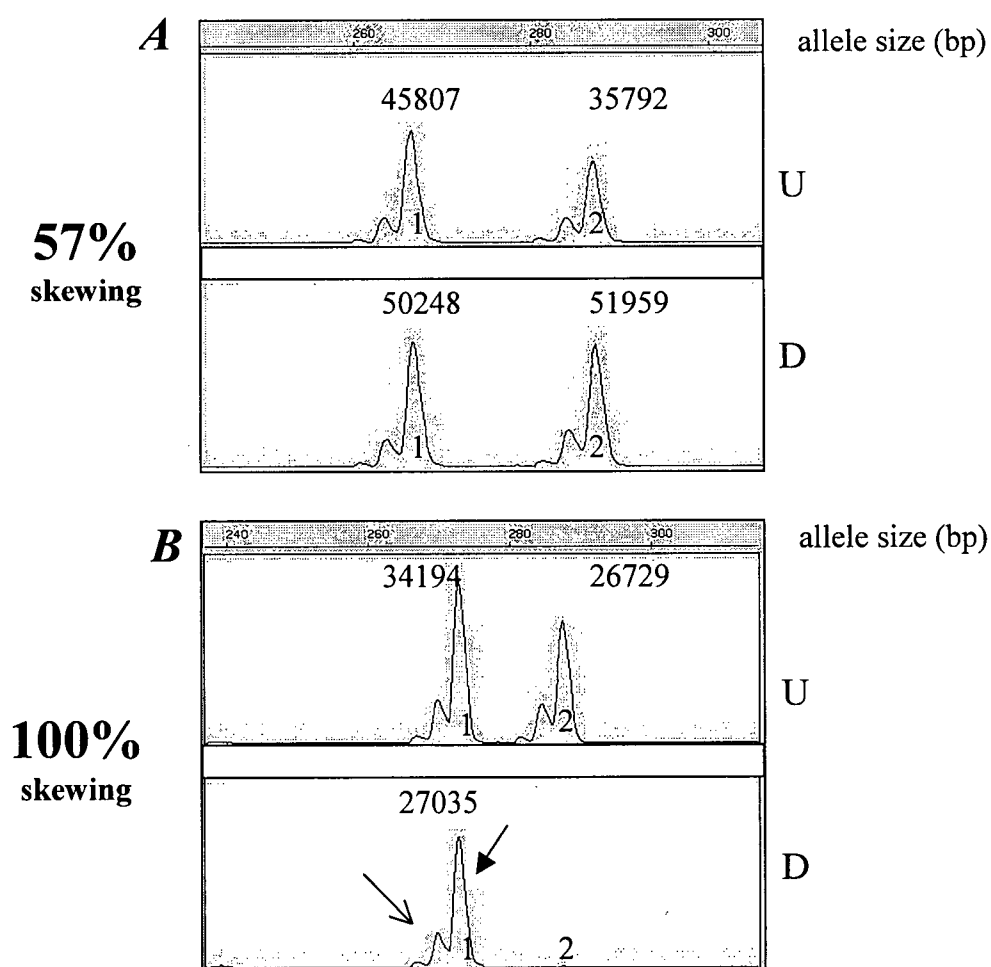 A
260 280 300
allele size (bp)
45807 35792
U
1 2
57%
skewing
50248 51959
D
1 2
B
240 260 280 300
allele size (bp)
34194 26729
U
1 2
100%
skewing
27035
D
1 2